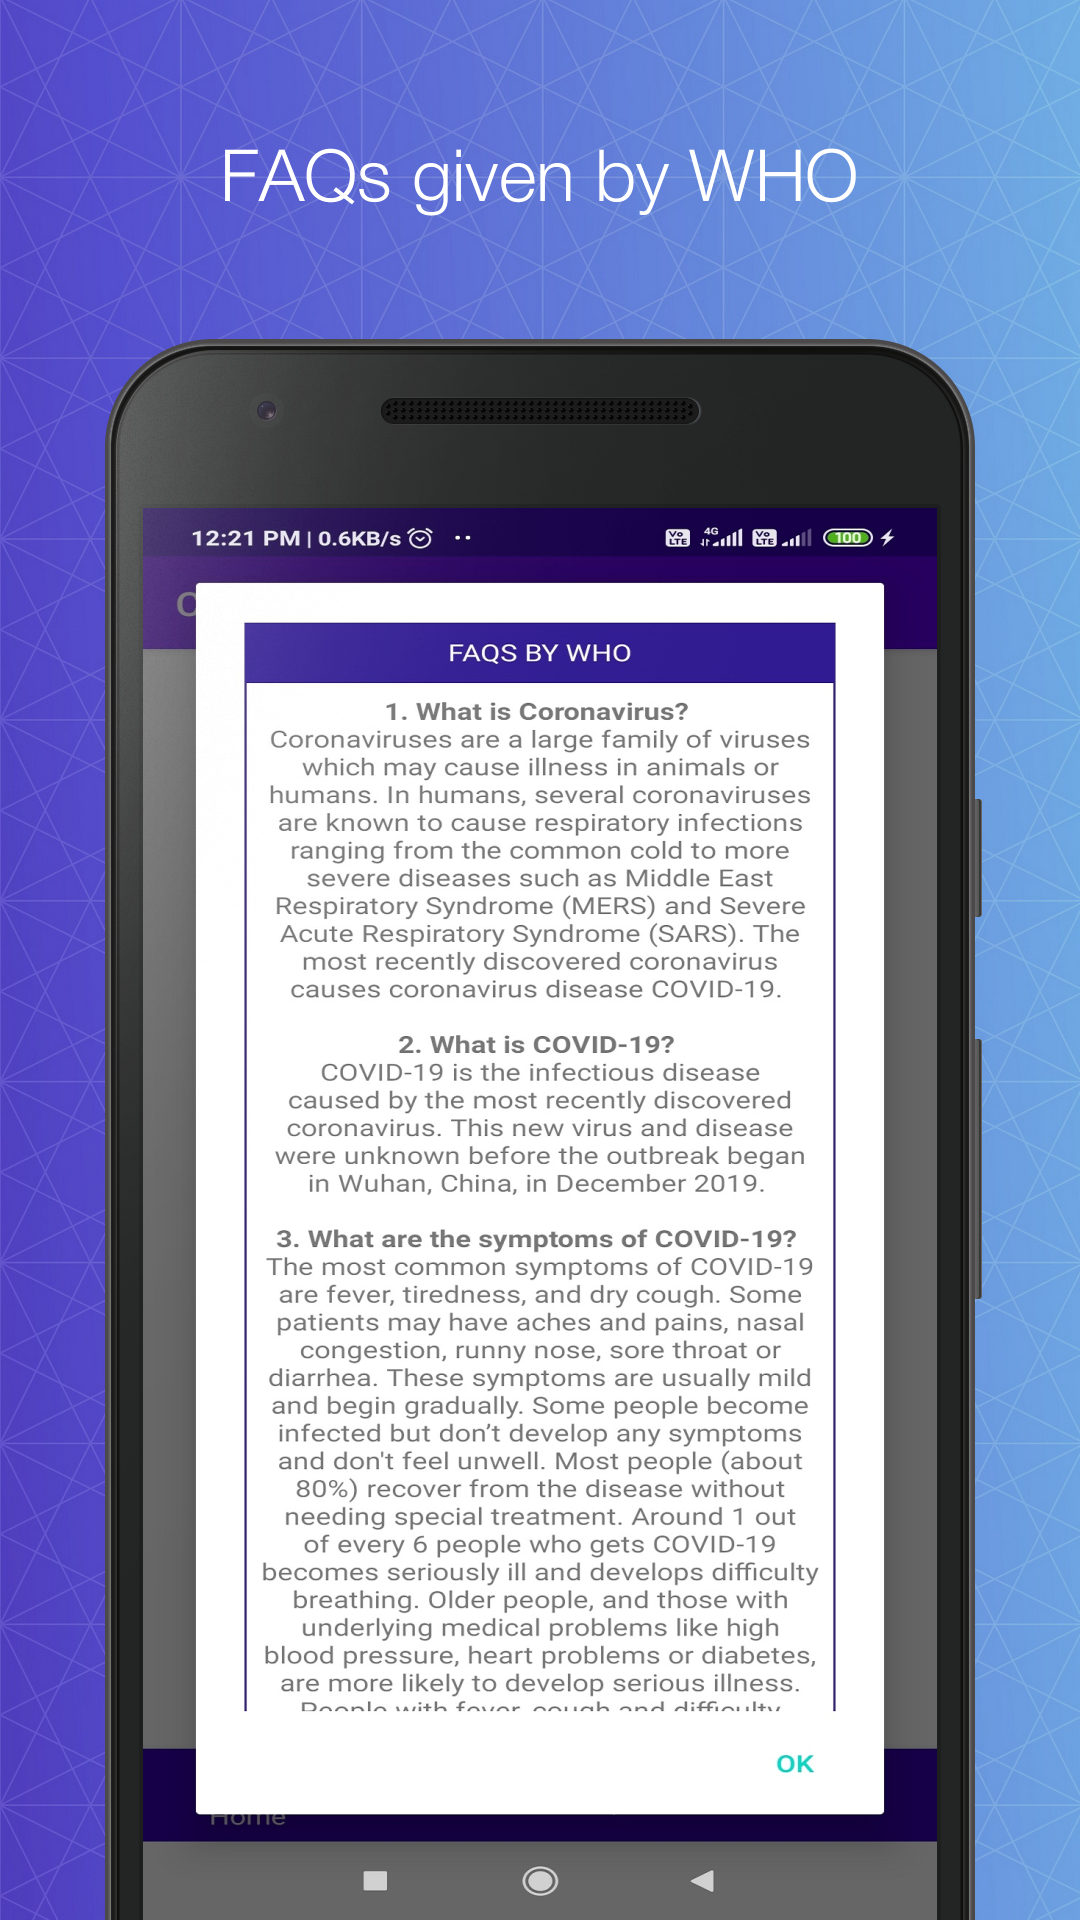 FAQs given by WHO
12:21 PM | 0.6KB/s
Vo LTE 4G Vo LTE 100
FAQS BY WHO
1. What is Coronavirus?
Coronaviruses are a large family of viruses
which may cause illness in animals or
humans. In humans, several coronaviruses
are known to cause respiratory infections
ranging from the common cold to more
severe diseases such as Middle East
Respiratory Syndrome (MERS) and Severe
Acute Respiratory Syndrome (SARS). The
most recently discovered coronavirus
causes coronavirus disease COVID-19.
2. What is COVID-19?
COVID-19 is the infectious disease
caused by the most recently discovered
coronavirus. This new virus and disease
were unknown before the outbreak began
in Wuhan, China, in December 2019.
3. What are the symptoms of COVID-19?
The most common symptoms of COVID-19
are fever, tiredness, and dry cough. Some
patients may have aches and pains, nasal
congestion, runny nose, sore throat or
diarrhea. These symptoms are usually mild
and begin gradually. Some people become
infected but don’t develop any symptoms
and don't feel unwell. Most people (about
80%) recover from the disease without
needing special treatment. Around 1 out
of every 6 people who gets COVID-19
becomes seriously ill and develops difficulty
breathing. Older people, and those with
underlying medical problems like high
blood pressure, heart problems or diabetes,
are more likely to develop serious illness.
People with fever, cough and difficulty
OK
Home